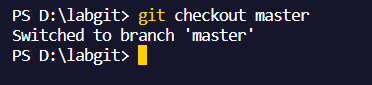 PS D:\labgit> git checkout master
Switched to branch 'master'
PS D:\labgit>